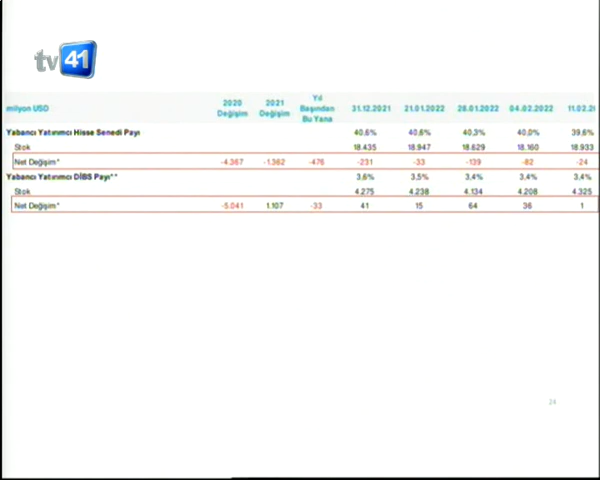 tv41
milyon USD 2020 Değişim 2021 Değişim Yıl Başından Bu Yana 31.12.2021 21.01.2022 28.01.2022 04.02.2022 11.02.20
Yabancı Yatırımcı Hisse Senedi Payı 40,6% 40,6% 40,3% 40,0% 39,6%
Stok 18.435 18.947 18.629 18.160 18.933
Net Değişim* -4.367 -1.362 -476 -231 -33 -139 -82 -24
Yabancı Yatırımcı DİBS Payı** 3,6% 3,5% 3,4% 3,4% 3,4%
Stok 4.275 4.238 4.134 4.208 4.325
Net Değişim* -5.041 1.107 -33 41 15 64 36 1
24